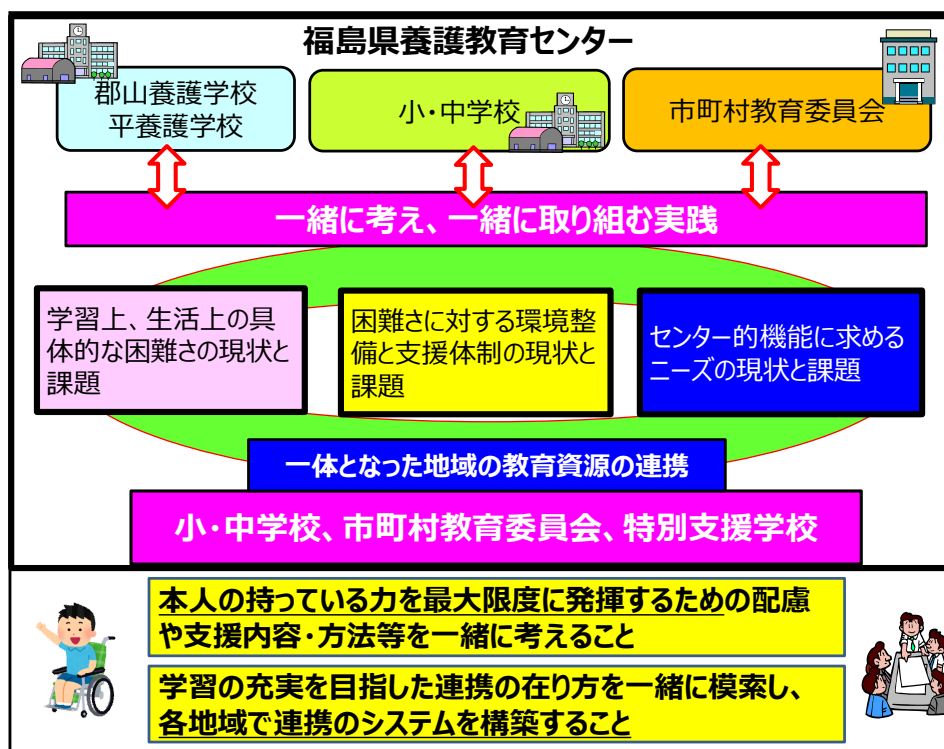 福島県養護教育センター
郡山養護学校
平養護学校
小・中学校
市町村教育委員会
一緒に考え、一緒に取り組む実践
学習上、生活上の具
体的な困難さの現状と
課題
困難さに対する環境整
備と支援体制の現状と
課題
センター的機能に求める
ニーズの現状と課題
一体となった地域の教育資源の連携
小・中学校、市町村教育委員会、特別支援学校
本人の持っている力を最大限度に発揮するための配慮
や支援内容・方法等を一緒に考えること
学習の充実を目指した連携の在り方を一緒に模索し、
各地域で連携のシステムを構築すること